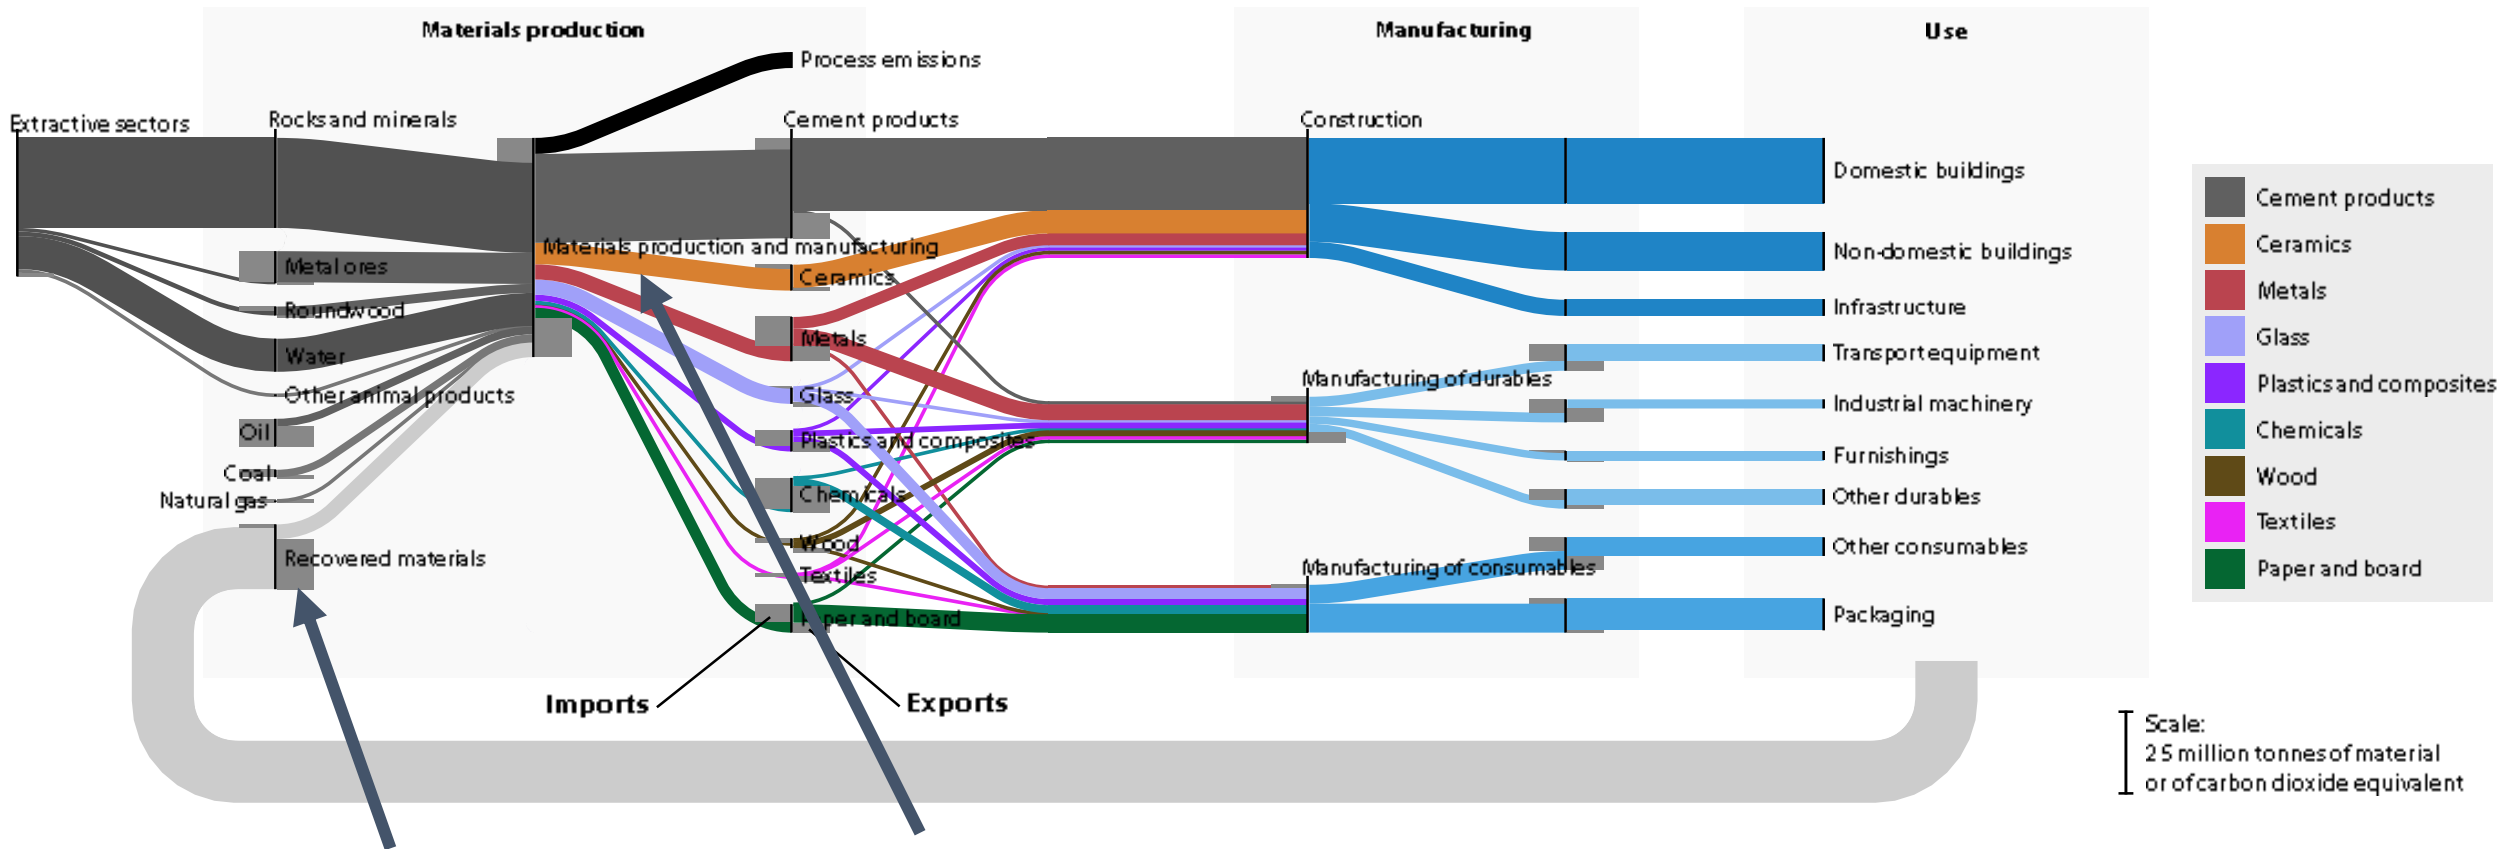 Materials production
Manufacturing
Use
Process emissions
Extractive sectors
Rocks and minerals
Cement products
Construction
Domestic buildings
Materials production and manufacturing
Non-domestic buildings
Metal ores
Ceramics
Roundwood
Infrastructure
Metals
Water
Transport equipment
Other animal products
Glass
Manufacturing of durables
Industrial machinery
Oil
Plastics and composites
Furnishings
Coal
Natural gas
Chemicals
Other durables
Wood
Other consumables
Recovered materials
Textiles
Manufacturing of consumables
Paper and board
Packaging
Imports
Exports
Cement products
Ceramics
Metals
Glass
Plastics and composites
Chemicals
Wood
Textiles
Paper and board
Scale:
25 million tonnes of material
or of carbon dioxide equivalent